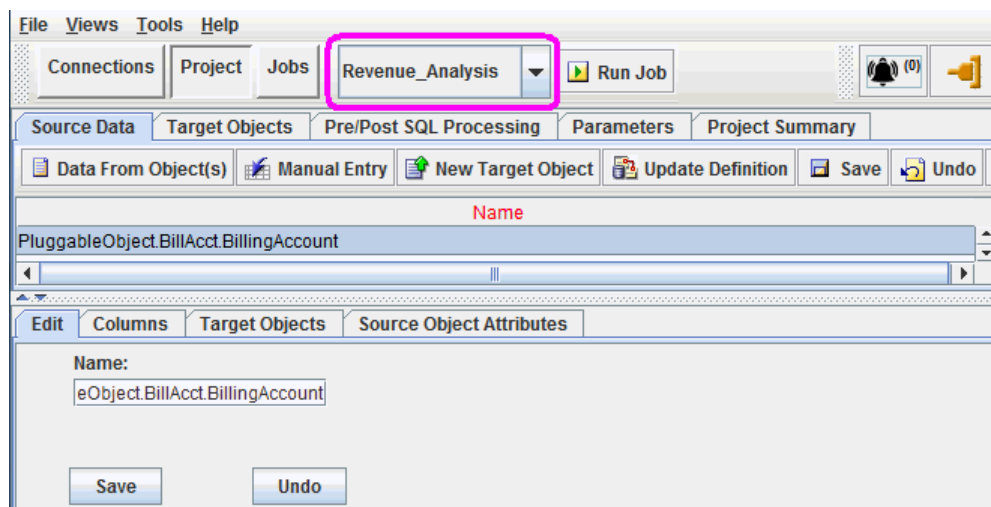 File Views Tools Help
Connections Project Jobs Revenue_Analysis Run Job (0)
Source Data Target Objects Pre/Post SQL Processing Parameters Project Summary
Data From Object(s) Manual Entry New Target Object Update Definition Save Undo
Name
PluggableObject.BillAcct.BillingAccount
Edit Columns Target Objects Source Object Attributes
Name:
eObject.BillAcct.BillingAccount
Save Undo